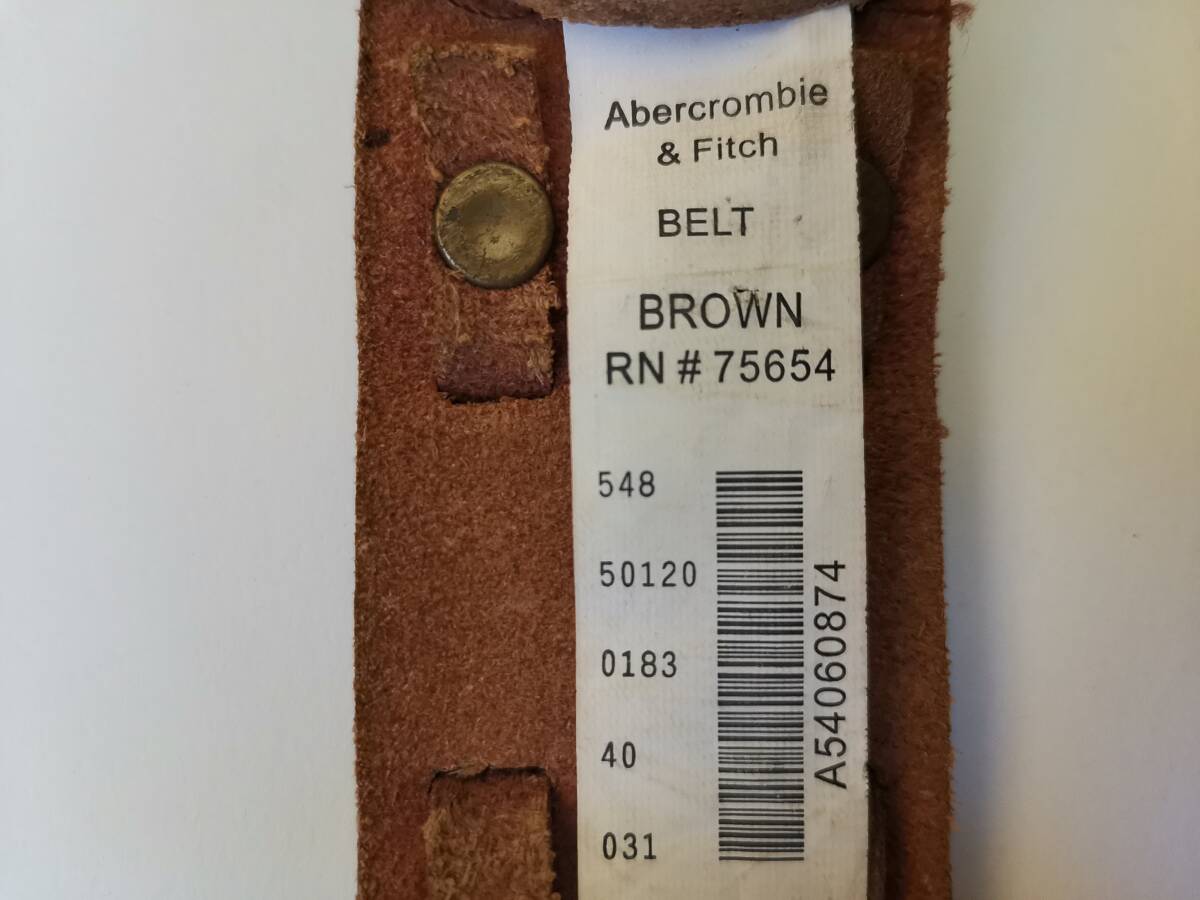 Abercrombie
& Fitch
BELT
BROWN
RN # 75654
548
50120
0183
40
031
A54060874